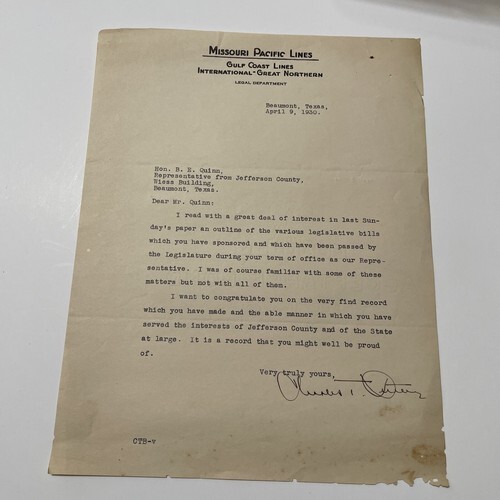 MISSOURI PACIFIC LINES
GULF COAST LINES
INTERNATIONAL-GREAT NORTHERN
LEGAL DEPARTMENT
Beaumont, Texas,
April 9, 1930.
Hon. B. E. Quinn,
Representative from Jefferson County,
Wiess Building,
Beaumont, Texas.
Dear Mr. Quinn:
I read with a great deal of interest in last Sun-
day's paper an outline of the various legislative bills
which you have sponsored and which have been passed by
the Legislature during your term of office as our Repre-
sentative. I was of course familiar with some of these
matters but not with all of them.
I want to congratulate you on the very find record
which you have made and the able manner in which you have
served the interests of Jefferson County and of the State
at large. It is a record that you might well be proud
of.
Very truly yours,
CTB-v